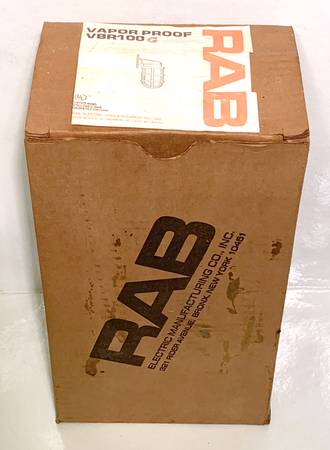 VAPOR PROOF
VBR100 G
RAB
RAB
ELECTRIC MANUFACTURING CO., INC.
321 RIDER AVENUE, BRONX, NEW YORK 10451